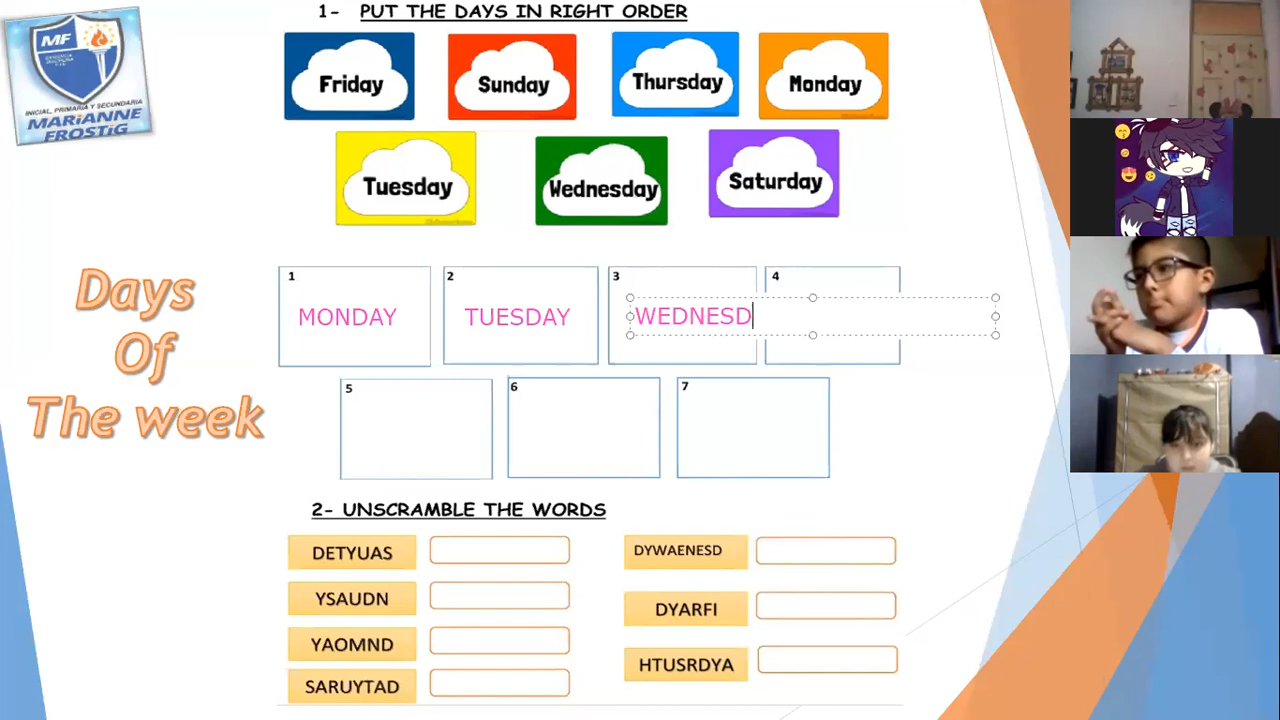 1- PUT THE DAYS IN RIGHT ORDER
MF
INICIAL, PRIMARIA Y SECUNDARIA
MARIANNE
FROSTIG
Friday
Sunday
Thursday
Monday
Tuesday
Wednesday
Saturday
Days
Of
The week
1
MONDAY
2
TUESDAY
3
WEDNESD
4
5
6
7
2- UNSCRAMBLE THE WORDS
DETYUAS
YSAUDN
YAOMND
SARUYTAD
DYWAENESD
DYARFI
HTUSRDYA